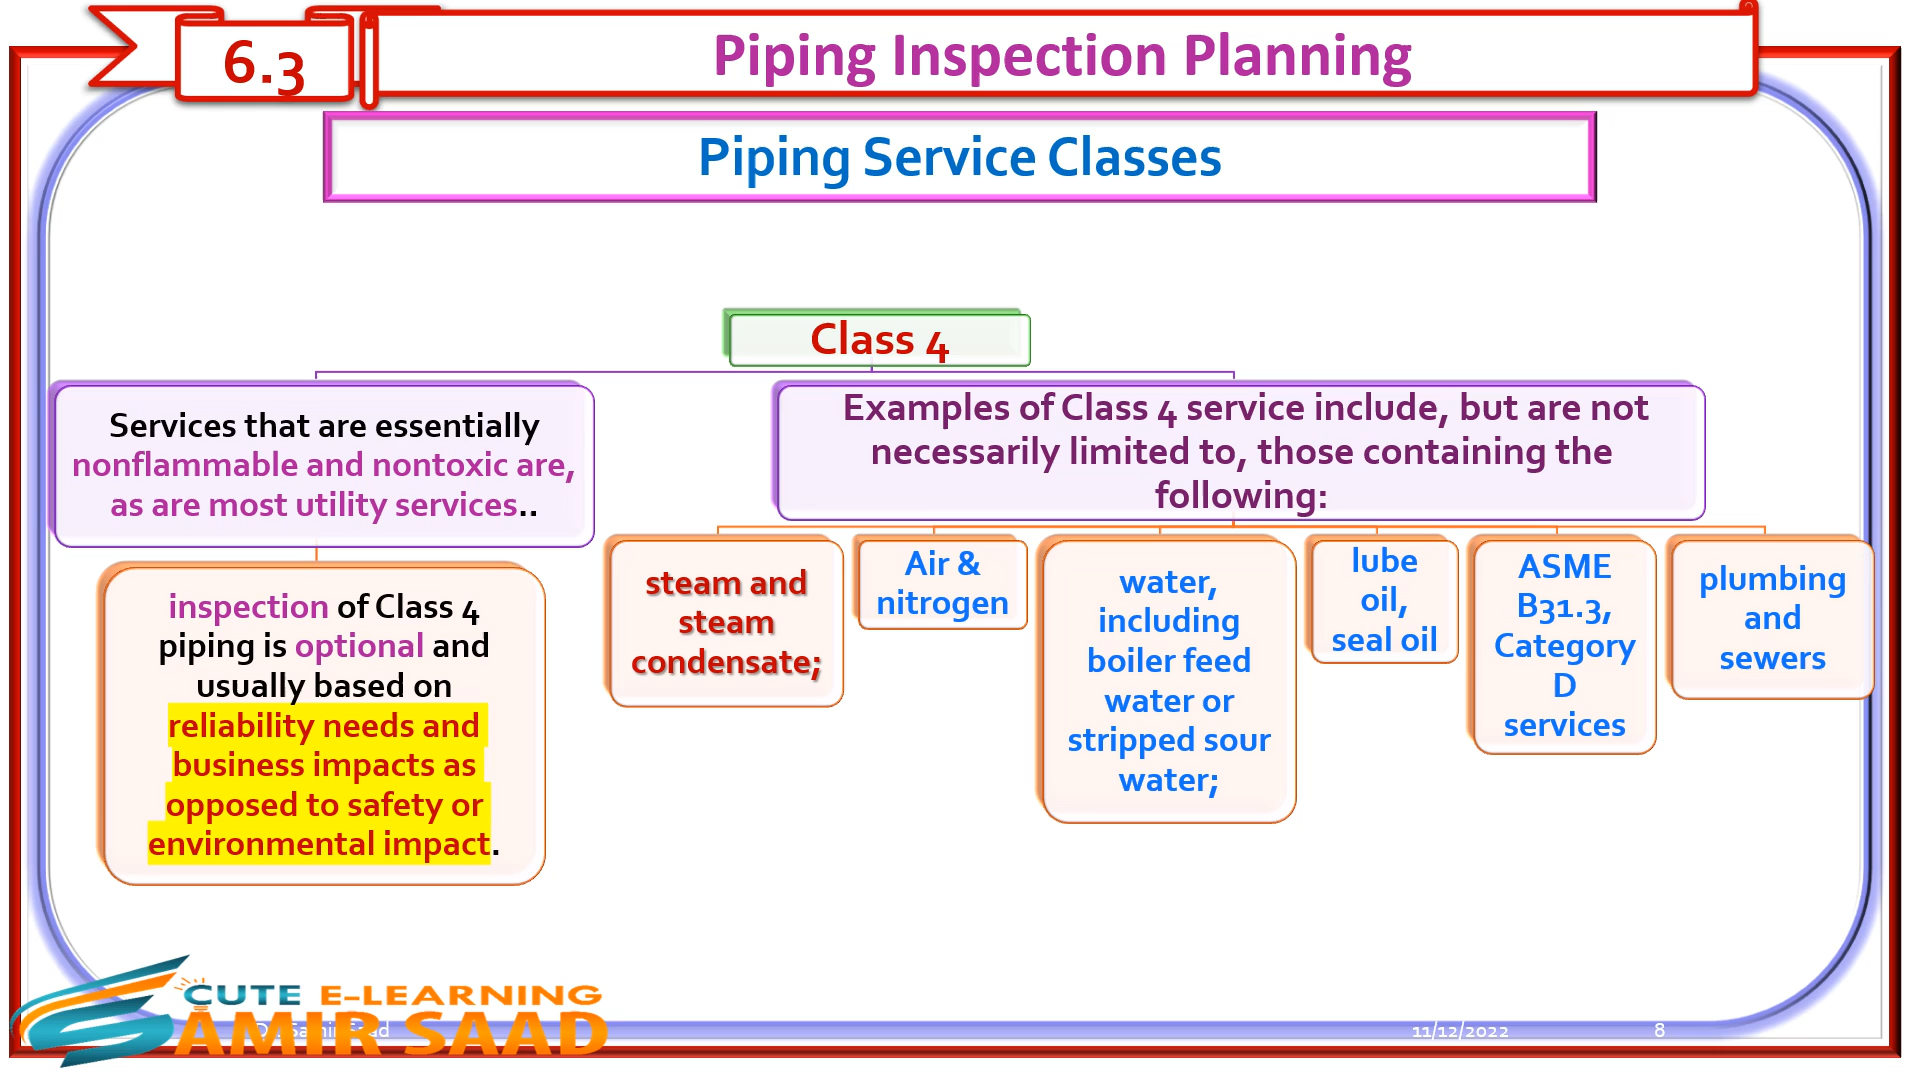 6.3
Piping Inspection Planning
Piping Service Classes
Class 4
Services that are essentially
nonflammable and nontoxic are,
as are most utility services..
inspection of Class 4
piping is optional and
usually based on
reliability needs and
business impacts as
opposed to safety or
environmental impact.
Examples of Class 4 service include, but are not
necessarily limited to, those containing the
following:
steam and
steam
condensate;
Air &
nitrogen
water,
including
boiler feed
water or
stripped sour
water;
lube
oil,
seal oil
ASME
B31.3,
Category
D
services
plumbing
and
sewers
CUTE E-LEARNING
SAMIR SAAD
11/12/2022
8